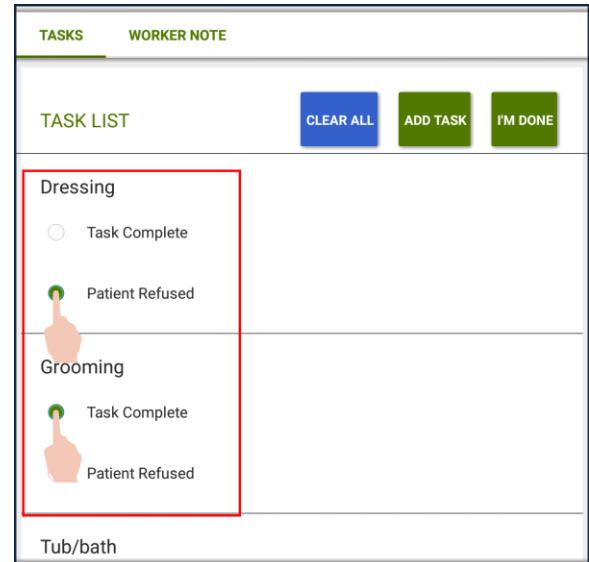 TASKS WORKER NOTE
TASK LIST CLEAR ALL ADD TASK I'M DONE
Dressing
Task Complete
Patient Refused
Grooming
Task Complete
Patient Refused
Tub/bath